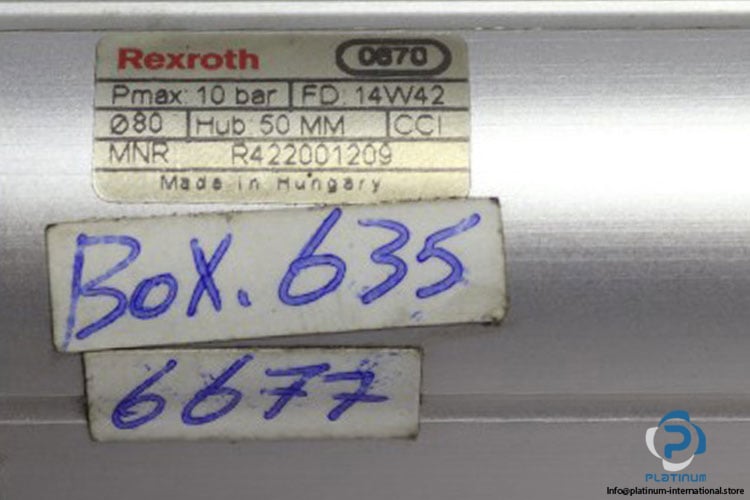 Rexroth 0670
Pmax: 10 bar FD: 14W42
Ø80 Hub: 50 MM CCI
MNR R422001209
Made in Hungary
BoX. 635
6677
PLATINUM
Info@platinum-international.store